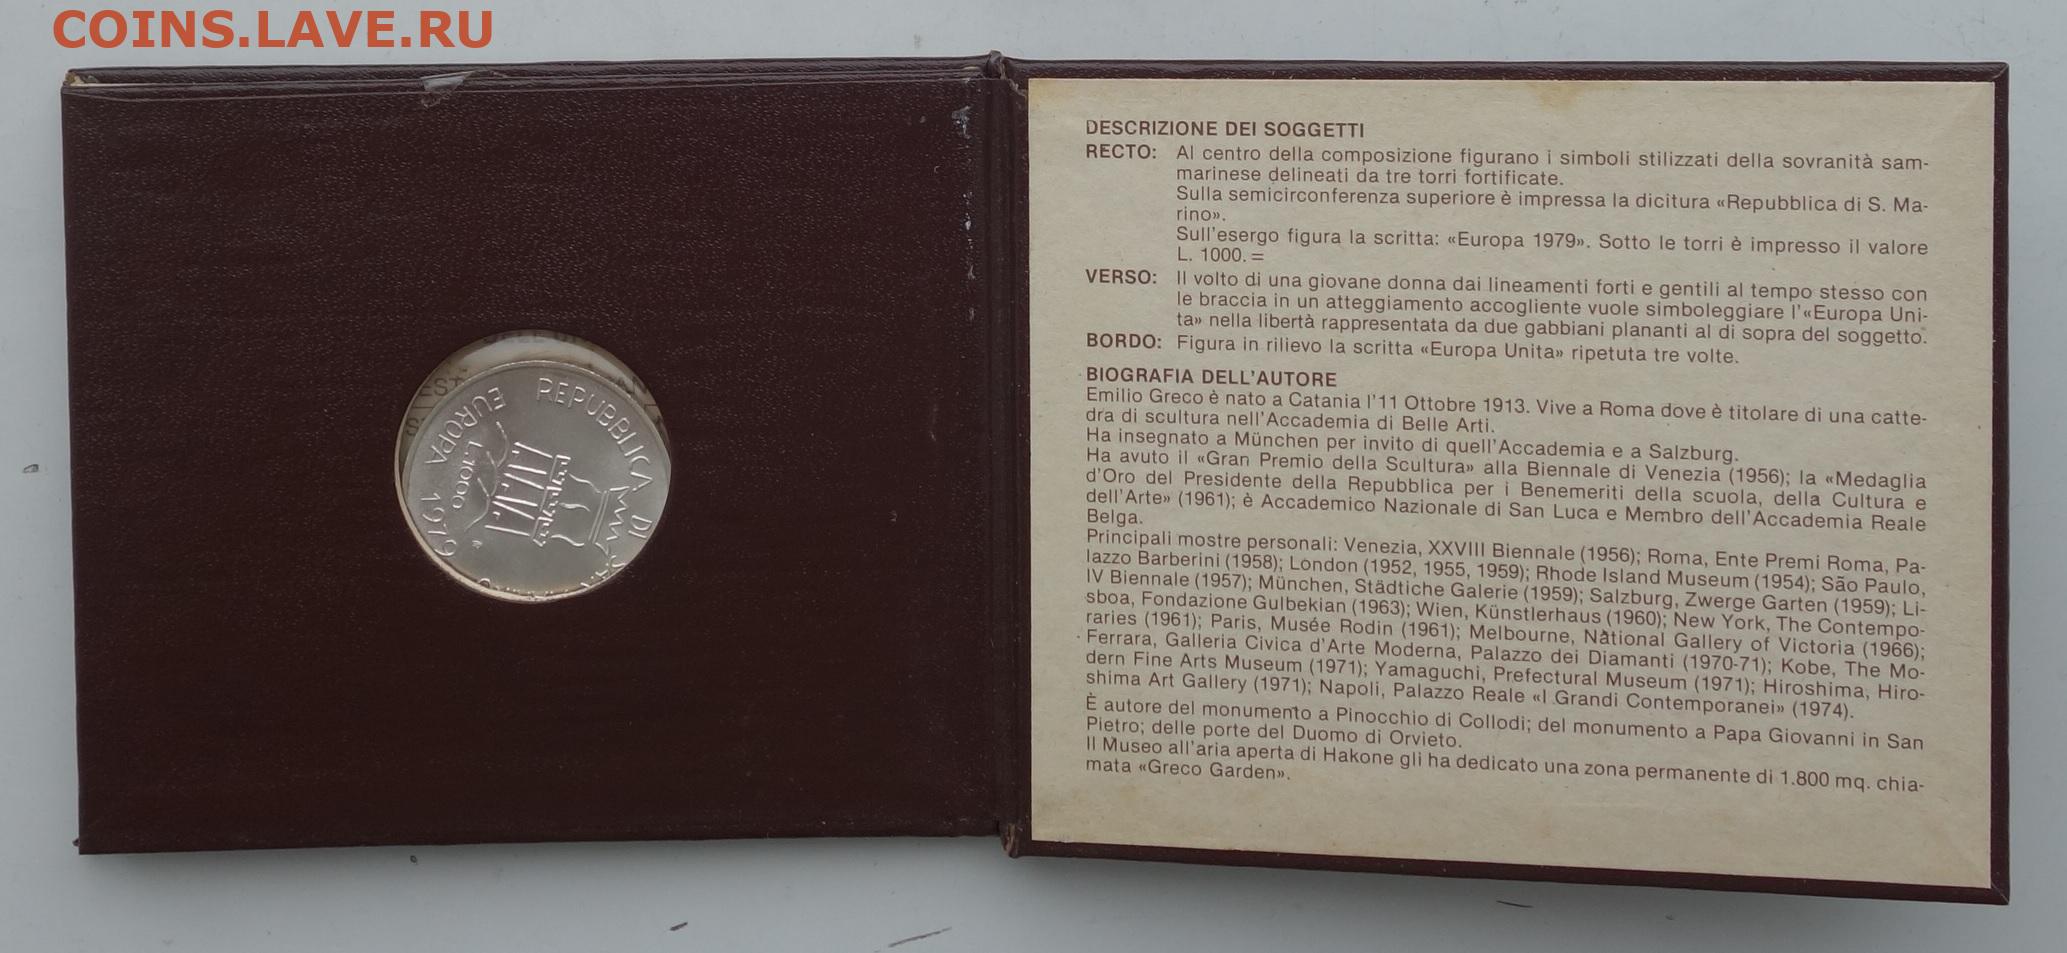 COINS.LAVE.RU
REPUBBLICA DI
EUROPA 1979
L.1000
DESCRIZIONE DEI SOGGETTI
RECTO: Al centro della composizione figurano i simboli stilizzati della sovranità sam-
marinese delineati da tre torri fortificate.
Sulla semicirconferenza superiore è impressa la dicitura «Repubblica di S. Ma-
rino».
Sull'esergo figura la scritta: «Europa 1979». Sotto le torri è impresso il valore
L. 1000.=
VERSO: Il volto di una giovane donna dai lineamenti forti e gentili al tempo stesso con
le braccia in un atteggiamento accogliente vuole simboleggiare l'«Europa Uni-
ta» nella libertà rappresentata da due gabbiani plananti al di sopra del soggetto.
BORDO: Figura in rilievo la scritta «Europa Unita» ripetuta tre volte.
BIOGRAFIA DELL'AUTORE
Emilio Greco è nato a Catania l'11 Ottobre 1913. Vive a Roma dove è titolare di una catte-
dra di scultura nell'Accademia di Belle Arti.
Ha insegnato a München per invito di quell'Accademia e a Salzburg.
Ha avuto il «Gran Premio della Scultura» alla Biennale di Venezia (1956); la «Medaglia
d'Oro del Presidente della Repubblica per i Benemeriti della scuola, della Cultura e
dell'Arte» (1961); è Accademico Nazionale di San Luca e Membro dell'Accademia Reale
Belga.
Principali mostre personali: Venezia, XXVIII Biennale (1956); Roma, Ente Premi Roma, Pa-
lazzo Barberini (1958); London (1952, 1955, 1959); Rhode Island Museum (1954); São Paulo,
IV Biennale (1957); München, Städtiche Galerie (1959); Salzburg, Zwerge Garten (1959); Li-
sboa, Fondazione Gulbekian (1963); Wien, Künstlerhaus (1960); New York, The Contempo-
raries (1961); Paris, Musée Rodin (1961); Melbourne, National Gallery of Victoria (1966);
Ferrara, Galleria Civica d'Arte Moderna, Palazzo dei Diamanti (1970-71); Kobe, The Mo-
dern Fine Arts Museum (1971); Yamaguchi, Prefectural Museum (1971); Hiroshima, Hiro-
shima Art Gallery (1971); Napoli, Palazzo Reale «I Grandi Contemporanei» (1974).
È autore del monumento a Pinocchio di Collodi; del monumento a Papa Giovanni in San
Pietro; delle porte del Duomo di Orvieto.
Il Museo all'aria aperta di Hakone gli ha dedicato una zona permanente di 1.800 mq. chia-
mata «Greco Garden».